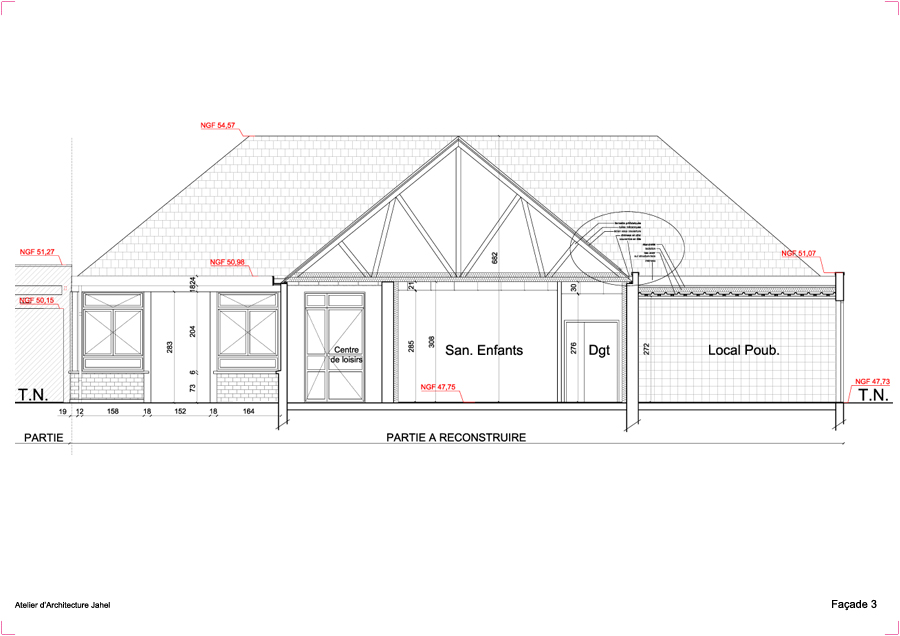 NGF 54,57
NGF 51,27
NGF 50,98
NGF 51,07
NGF 50,15
682
24
18
21
30
204
283
285
308
276
272
Centre
de loisirs
San. Enfants
Dgt
Local Poub.
6
73
NGF 47,75
NGF 47,73
T.N.
T.N.
19
12
158
18
152
18
164
PARTIE
PARTIE A RECONSTRUIRE
Atelier d'Architecture Jahel
Façade 3